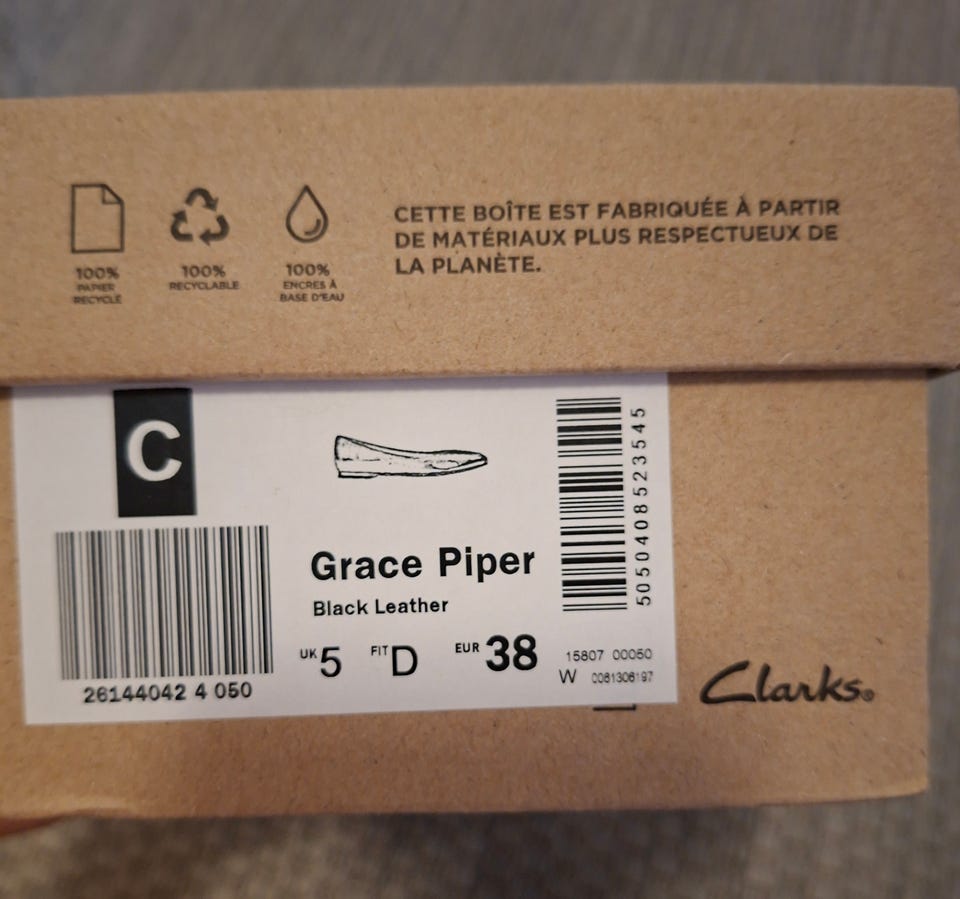 100%
PAPIER
RECYCLÉ
100%
RECYCLABLE
100%
ENCRES À
BASE D'EAU
CETTE BOÎTE EST FABRIQUÉE À PARTIR
DE MATÉRIAUX PLUS RESPECTUEUX DE
LA PLANÈTE.
C
26144042 4 050
Grace Piper
Black Leather
UK 5 FIT D EUR 38
5050408523545
15807 00050
W 0061306197
Clarks®